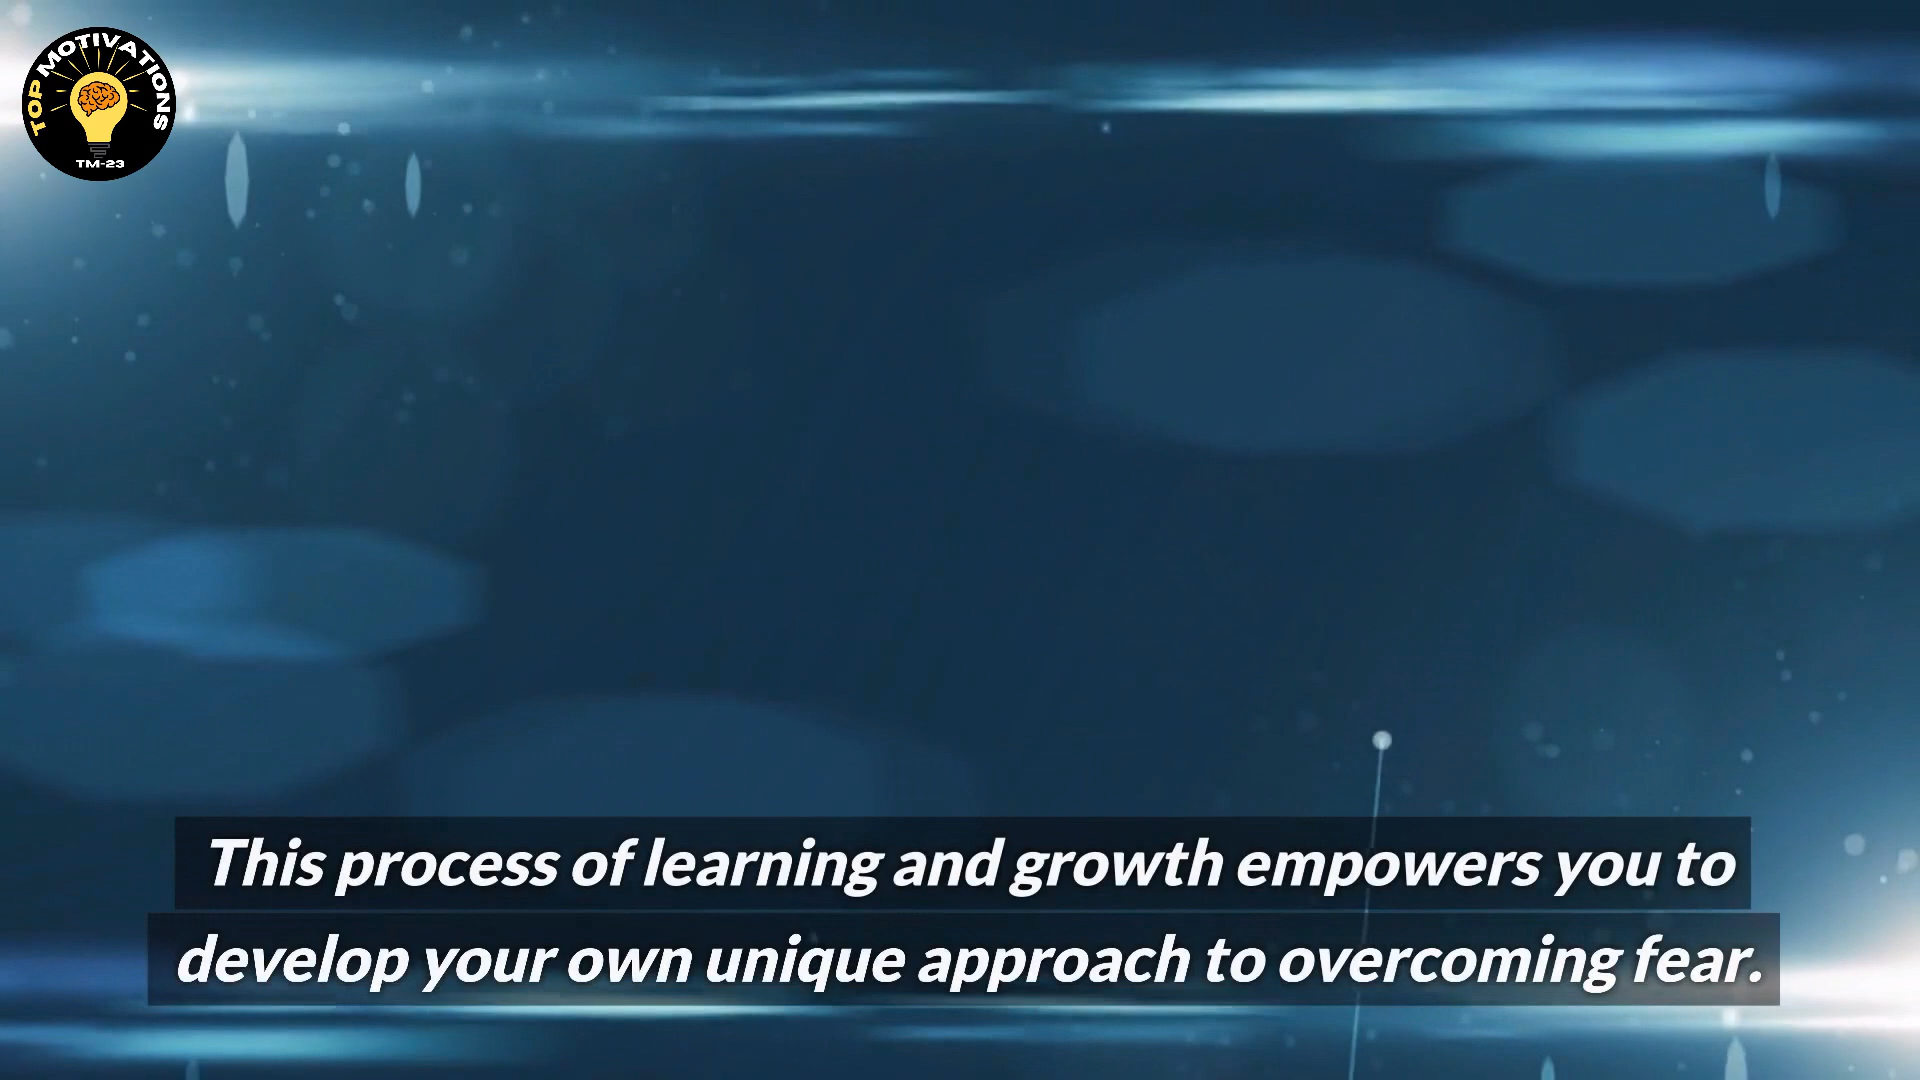 TOP MOTIVATIONS
TM-23
This process of learning and growth empowers you to
develop your own unique approach to overcoming fear.